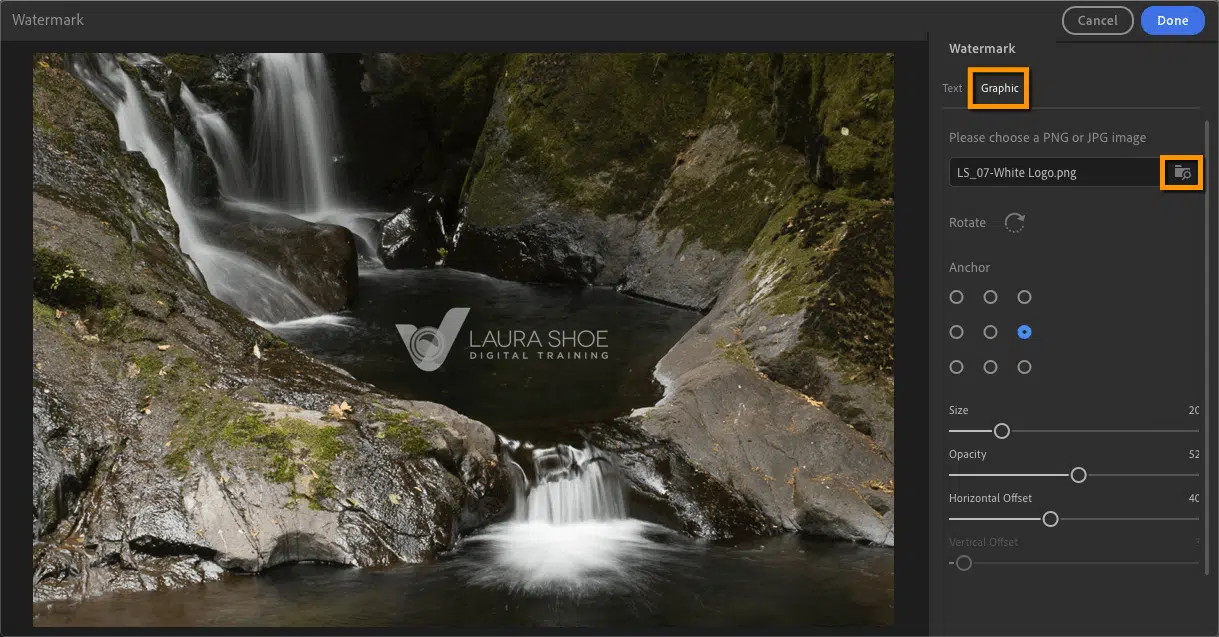 Watermark
Cancel
Done
Watermark
Text
Graphic
Please choose a PNG or JPG image
LS_07-White Logo.png
Rotate
Anchor
LAURA SHOE
DIGITAL TRAINING
Size 20
Opacity 52
Horizontal Offset 40
Vertical Offset